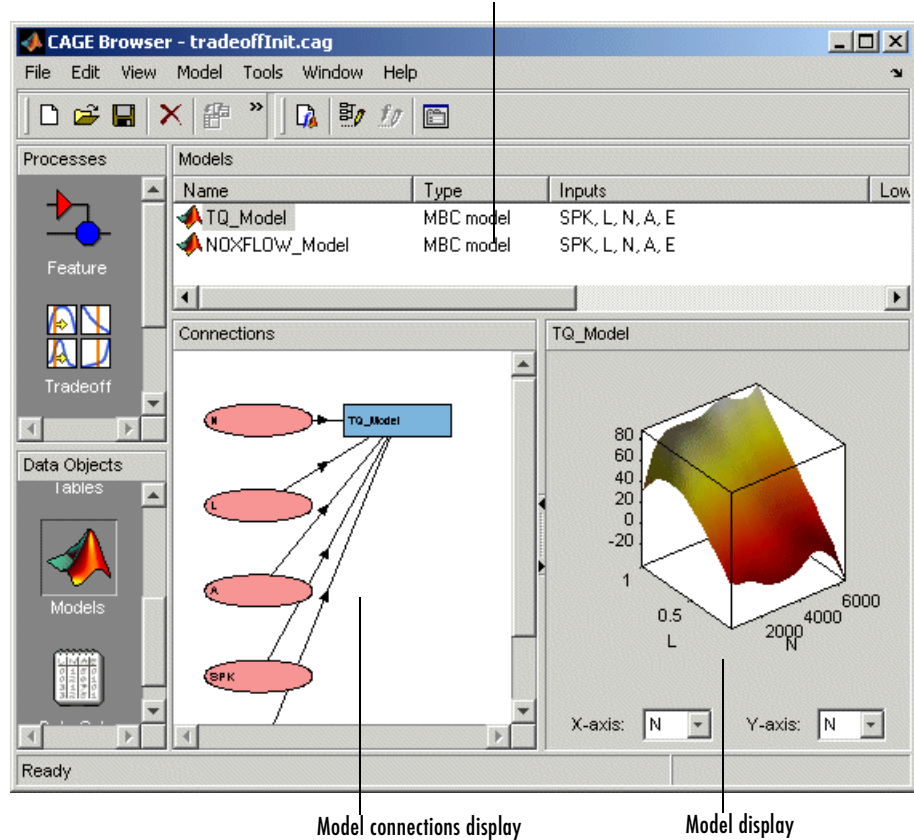 CAGE Browser - tradeoffInit.cag
File Edit View Model Tools Window Help
»
Processes
Feature
Tradeoff
Data Objects
Tables
Models
Models
Name Type Inputs Low
TQ_Model MBC model SPK, L, N, A, E
NOXFLOW_Model MBC model SPK, L, N, A, E
Connections
N
TQ_Model
L
A
SPK
TQ_Model
80
60
40
20
0
-20
1
0.5
L
2000
4000
6000
N
X-axis: N Y-axis: N
Ready
Model connections display
Model display